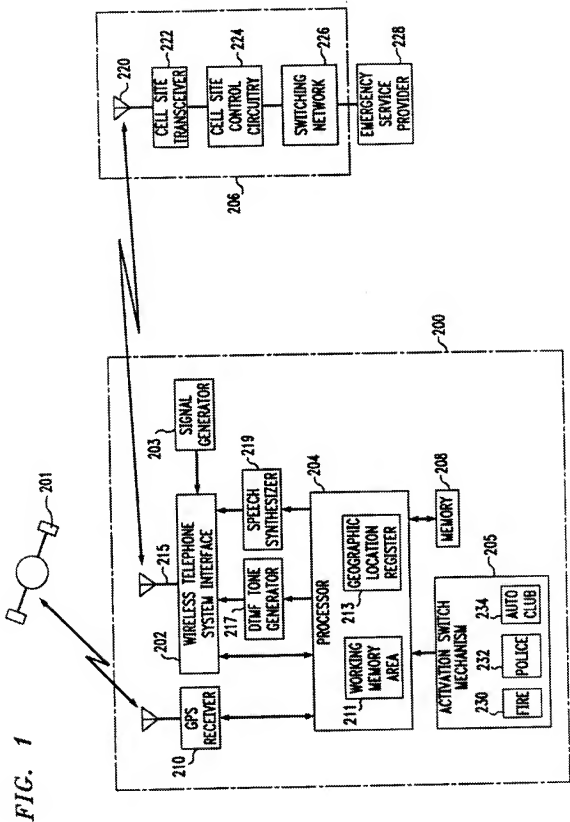 FIG. 1
201
220
222
CELL SITE
TRANSCEIVER
224
CELL SITE
CONTROL
CIRCUITRY
226
SWITCHING
NETWORK
206
228
EMERGENCY
SERVICE
PROVIDER
200
215
202
WIRELESS TELEPHONE
SYSTEM INTERFACE
203
SIGNAL
GENERATOR
210
GPS
RECEIVER
217
DTMF TONE
GENERATOR
219
SPEECH
SYNTHESIZER
204
PROCESSOR
211
WORKING
MEMORY
AREA
213
GEOGRAPHIC
LOCATION
REGISTER
208
MEMORY
205
ACTIVATION SWITCH
MECHANISM
230
FIRE
232
POLICE
234
AUTO
CLUB